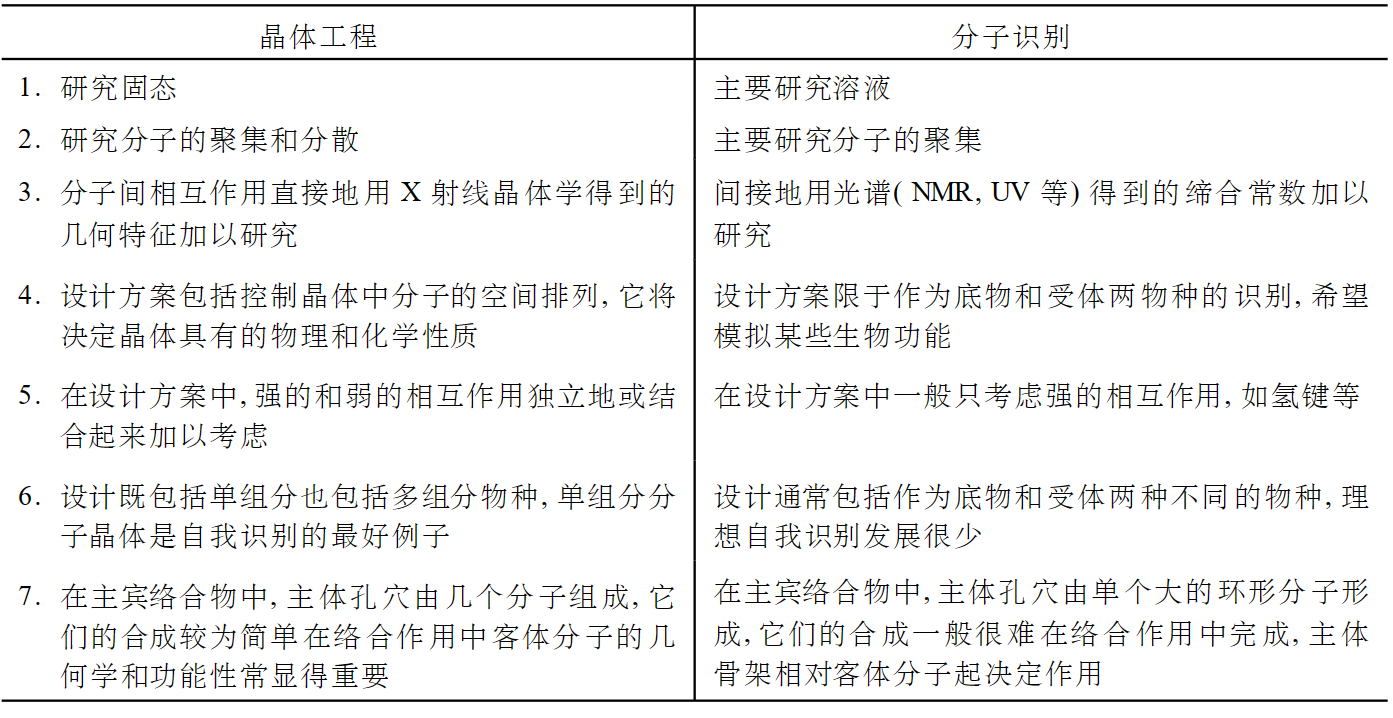 晶体工程 分子识别
1. 研究固态 主要研究溶液
2. 研究分子的聚集和分散 主要研究分子的聚集
3. 分子间相互作用直接地用 X 射线晶体学得到的
几何特征加以研究
间接地用光谱( NMR, UV 等) 得到的缔合常数加以
研究
4. 设计方案包括控制晶体中分子的空间排列, 它将
决定晶体具有的物理和化学性质
设计方案限于作为底物和受体两物种的识别, 希望
模拟某些生物功能
5. 在设计方案中, 强的和弱的相互作用独立地或结
合起来加以考虑
在设计方案中一般只考虑强的相互作用, 如氢键等
6. 设计既包括单组分也包括多组分物种, 单组分分
子晶体是自我识别的最好例子
设计通常包括作为底物和受体两种不同的物种, 理
想自我识别发展很少
7. 在主宾络合物中, 主体孔穴由几个分子组成, 它
们的合成较为简单在络合作用中客体分子的几
何学和功能性常显得重要
在主宾络合物中, 主体孔穴由单个大的环形分子形
成, 它们的合成一般很难在络合作用中完成, 主体
骨架相对客体分子起决定作用